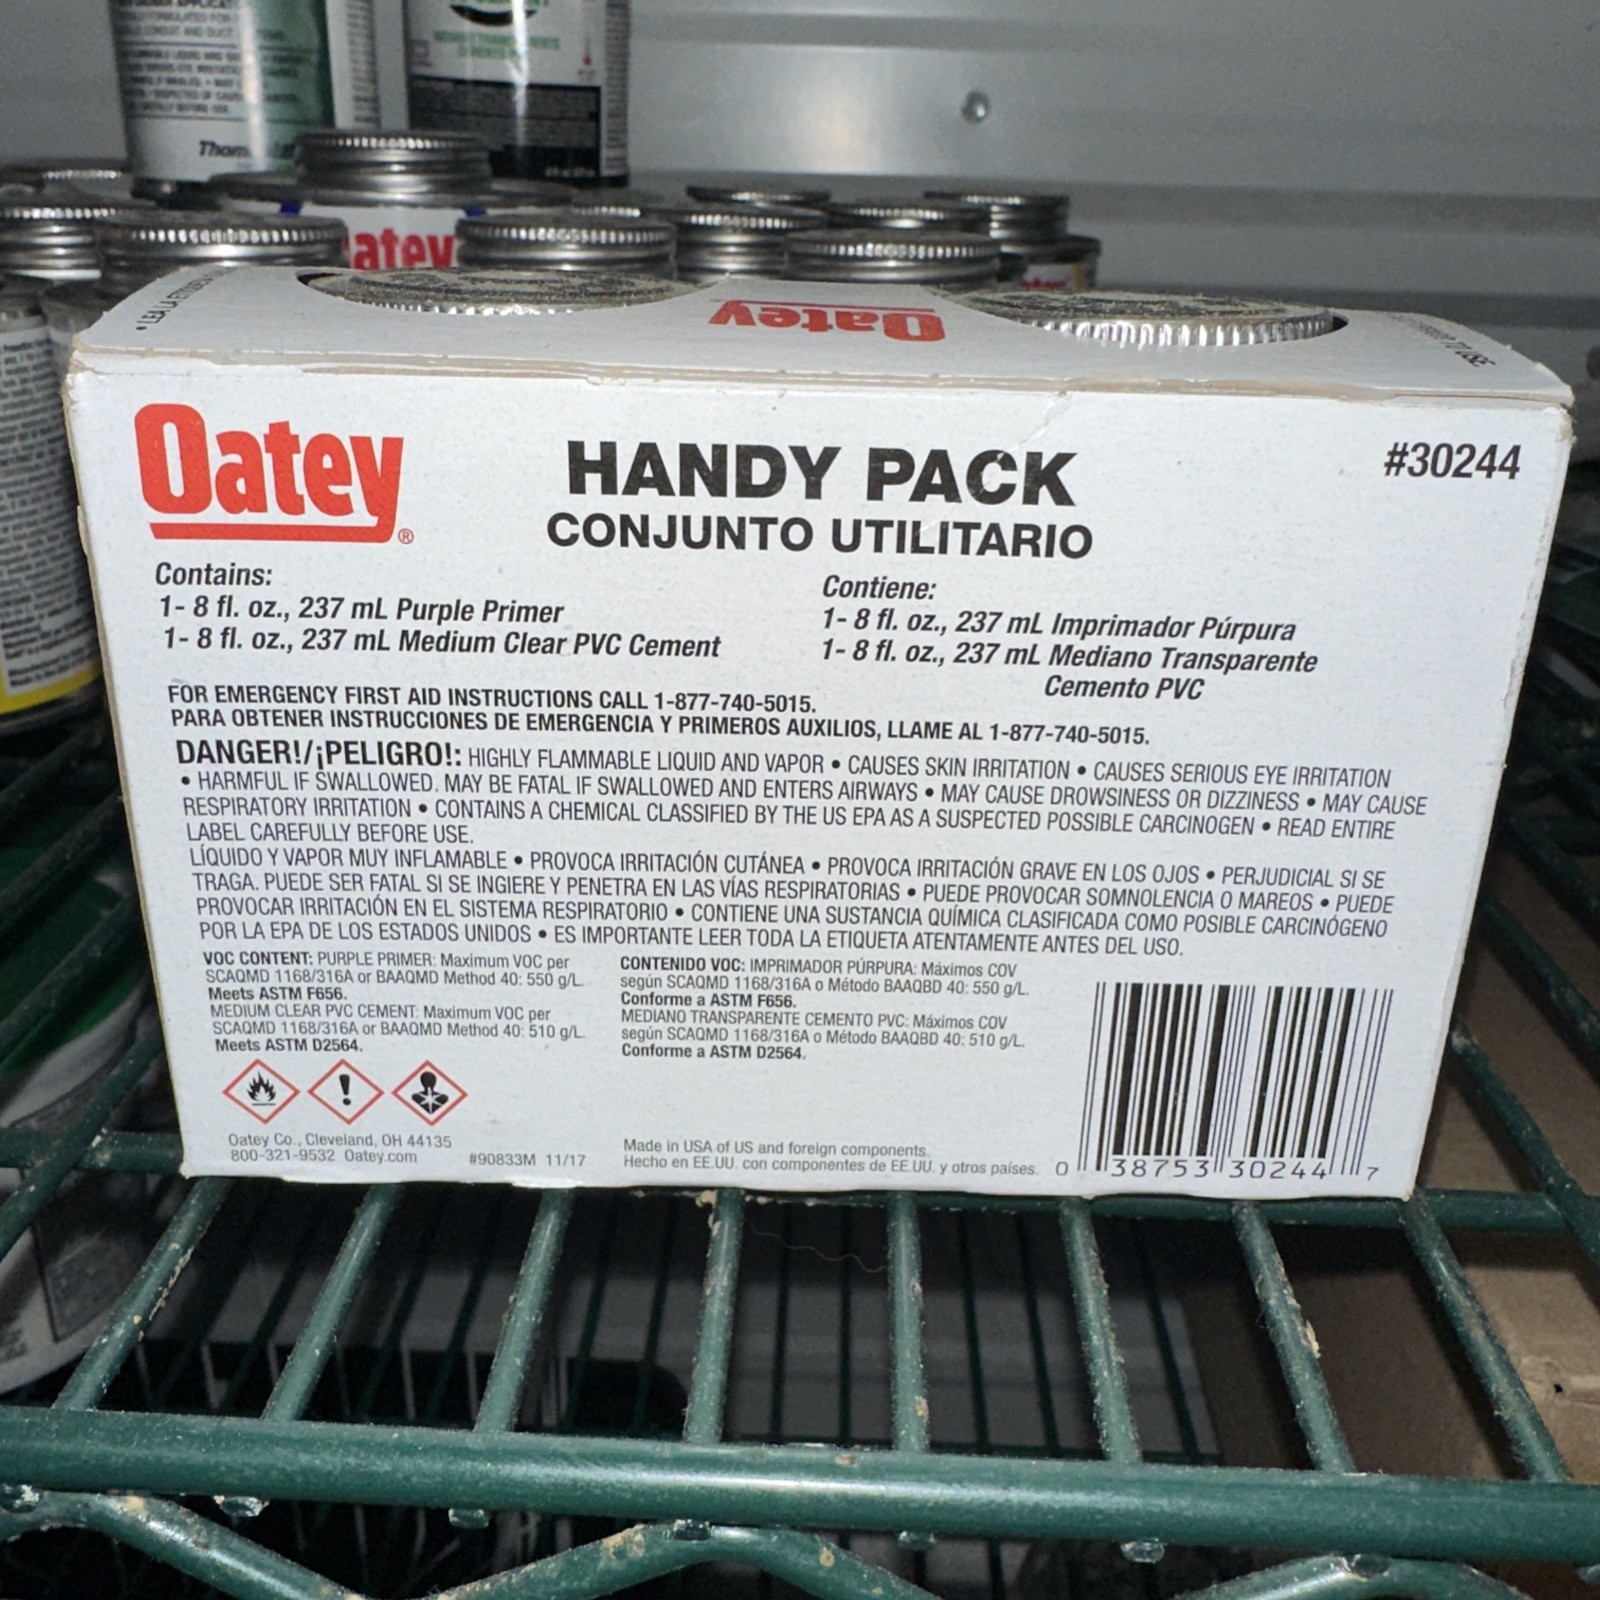 Thom
atey
Oatey
Oatey®
HANDY PACK
CONJUNTO UTILITARIO
#30244
Contains:
1- 8 fl. oz., 237 mL Purple Primer
1- 8 fl. oz., 237 mL Medium Clear PVC Cement
Contiene:
1- 8 fl. oz., 237 mL Imprimador Púrpura
1- 8 fl. oz., 237 mL Mediano Transparente
Cemento PVC
FOR EMERGENCY FIRST AID INSTRUCTIONS CALL 1-877-740-5015.
PARA OBTENER INSTRUCCIONES DE EMERGENCIA Y PRIMEROS AUXILIOS, LLAME AL 1-877-740-5015.
DANGER!/¡PELIGRO!: HIGHLY FLAMMABLE LIQUID AND VAPOR • CAUSES SKIN IRRITATION • CAUSES SERIOUS EYE IRRITATION
• HARMFUL IF SWALLOWED. MAY BE FATAL IF SWALLOWED AND ENTERS AIRWAYS • MAY CAUSE DROWSINESS OR DIZZINESS • MAY CAUSE
RESPIRATORY IRRITATION • CONTAINS A CHEMICAL CLASSIFIED BY THE US EPA AS A SUSPECTED POSSIBLE CARCINOGEN • READ ENTIRE
LABEL CAREFULLY BEFORE USE.
LÍQUIDO Y VAPOR MUY INFLAMABLE • PROVOCA IRRITACIÓN CUTÁNEA • PROVOCA IRRITACIÓN GRAVE EN LOS OJOS • PERJUDICIAL SI SE
TRAGA. PUEDE SER FATAL SI SE INGIERE Y PENETRA EN LAS VÍAS RESPIRATORIAS • PUEDE PROVOCAR SOMNOLENCIA O MAREOS • PUEDE
PROVOCAR IRRITACIÓN EN EL SISTEMA RESPIRATORIO • CONTIENE UNA SUSTANCIA QUÍMICA CLASIFICADA COMO POSIBLE CARCINÓGENO
POR LA EPA DE LOS ESTADOS UNIDOS • ES IMPORTANTE LEER TODA LA ETIQUETA ATENTAMENTE ANTES DEL USO.
VOC CONTENT: PURPLE PRIMER: Maximum VOC per
SCAQMD 1168/316A or BAAQMD Method 40: 550 g/L.
Meets ASTM F656.
MEDIUM CLEAR PVC CEMENT: Maximum VOC per
SCAQMD 1168/316A or BAAQMD Method 40: 510 g/L.
Meets ASTM D2564.
CONTENIDO VOC: IMPRIMADOR PÚRPURA: Máximos COV
según SCAQMD 1168/316A o Método BAAQBD 40: 550 g/L.
Conforme a ASTM F656.
MEDIANO TRANSPARENTE CEMENTO PVC: Máximos COV
según SCAQMD 1168/316A o Método BAAQBD 40: 510 g/L.
Conforme a ASTM D2564.
Oatey Co., Cleveland, OH 44135
800-321-9532 Oatey.com
#90833M 11/17
Made in USA of US and foreign components.
Hecho en EE.UU. con componentes de EE.UU. y otros países.
0 38753 30244 7